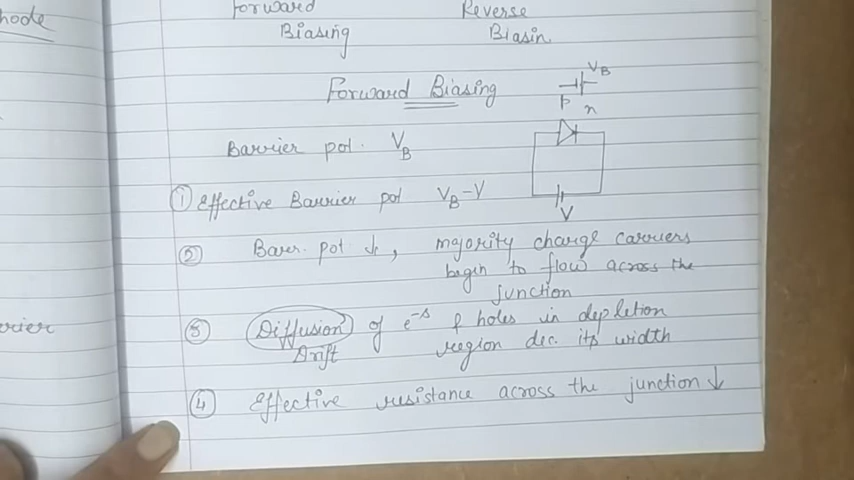 hode
Forward Reverse
Biasing Biasin
Forward Biasing
VB
p n
Barrier pot. VB
① Effective Barrier pot VB-V
V
② Barr. pot ↓, majority charge carriers
begin to flow across the
junction
③ Diffusion of e-s & holes in depletion
Drift region dec. its width
④ Effective resistance across the junction ↓
rrier